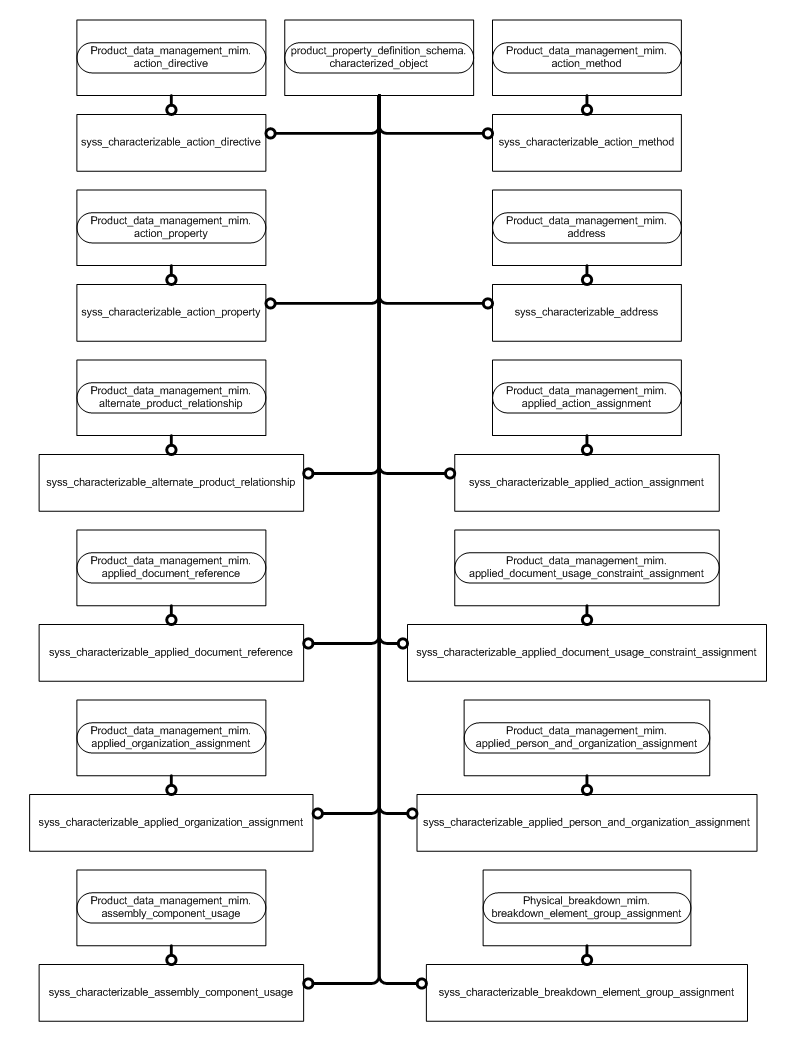 Product_data_management_mim.
action_directive
product_property_definition_schema.
characterized_object
Product_data_management_mim.
action_method
syss_characterizable_action_directive
syss_characterizable_action_method
Product_data_management_mim.
action_property
Product_data_management_mim.
address
syss_characterizable_action_property
syss_characterizable_address
Product_data_management_mim.
alternate_product_relationship
Product_data_management_mim.
applied_action_assignment
syss_characterizable_alternate_product_relationship
syss_characterizable_applied_action_assignment
Product_data_management_mim.
applied_document_reference
Product_data_management_mim.
applied_document_usage_constraint_assignment
syss_characterizable_applied_document_reference
syss_characterizable_applied_document_usage_constraint_assignment
Product_data_management_mim.
applied_organization_assignment
Product_data_management_mim.
applied_person_and_organization_assignment
syss_characterizable_applied_organization_assignment
syss_characterizable_applied_person_and_organization_assignment
Product_data_management_mim.
assembly_component_usage
Physical_breakdown_mim.
breakdown_element_group_assignment
syss_characterizable_assembly_component_usage
syss_characterizable_breakdown_element_group_assignment